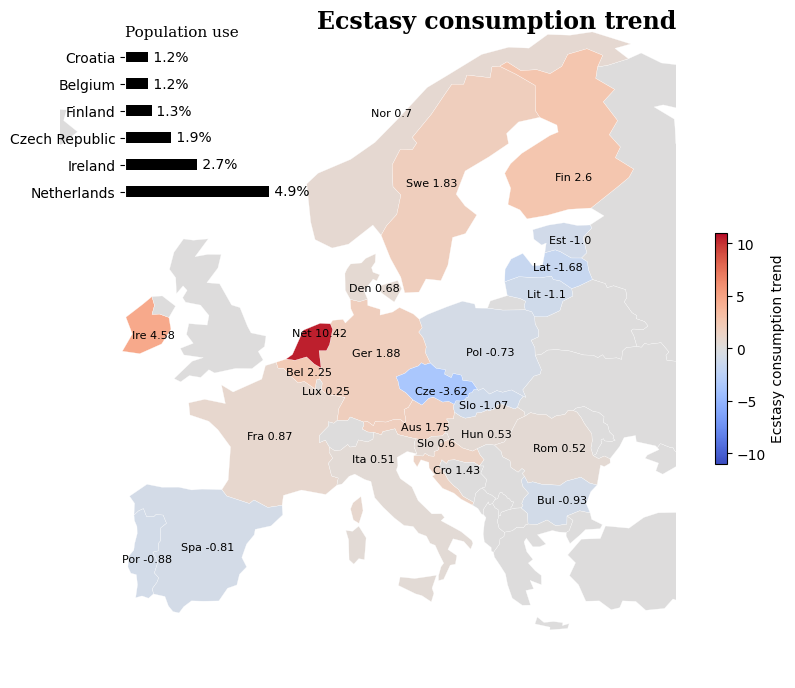 Ecstasy consumption trend
Population use
Croatia 1.2%
Belgium 1.2%
Finland 1.3%
Czech Republic 1.9%
Ireland 2.7%
Netherlands 4.9%
Nor 0.7
Swe 1.83
Fin 2.6
Est -1.0
Lat -1.68
Lit -1.1
Den 0.68
Ire 4.58
Net 10.42
Ger 1.88
Pol -0.73
Bel 2.25
Lux 0.25
Cze -3.62
Slo -1.07
Aus 1.75
Fra 0.87
Hun 0.53
Slo 0.6
Rom 0.52
Ita 0.51
Cro 1.43
Bul -0.93
Spa -0.81
Por -0.88
10
5
0
−5
−10
Ecstasy consumption trend